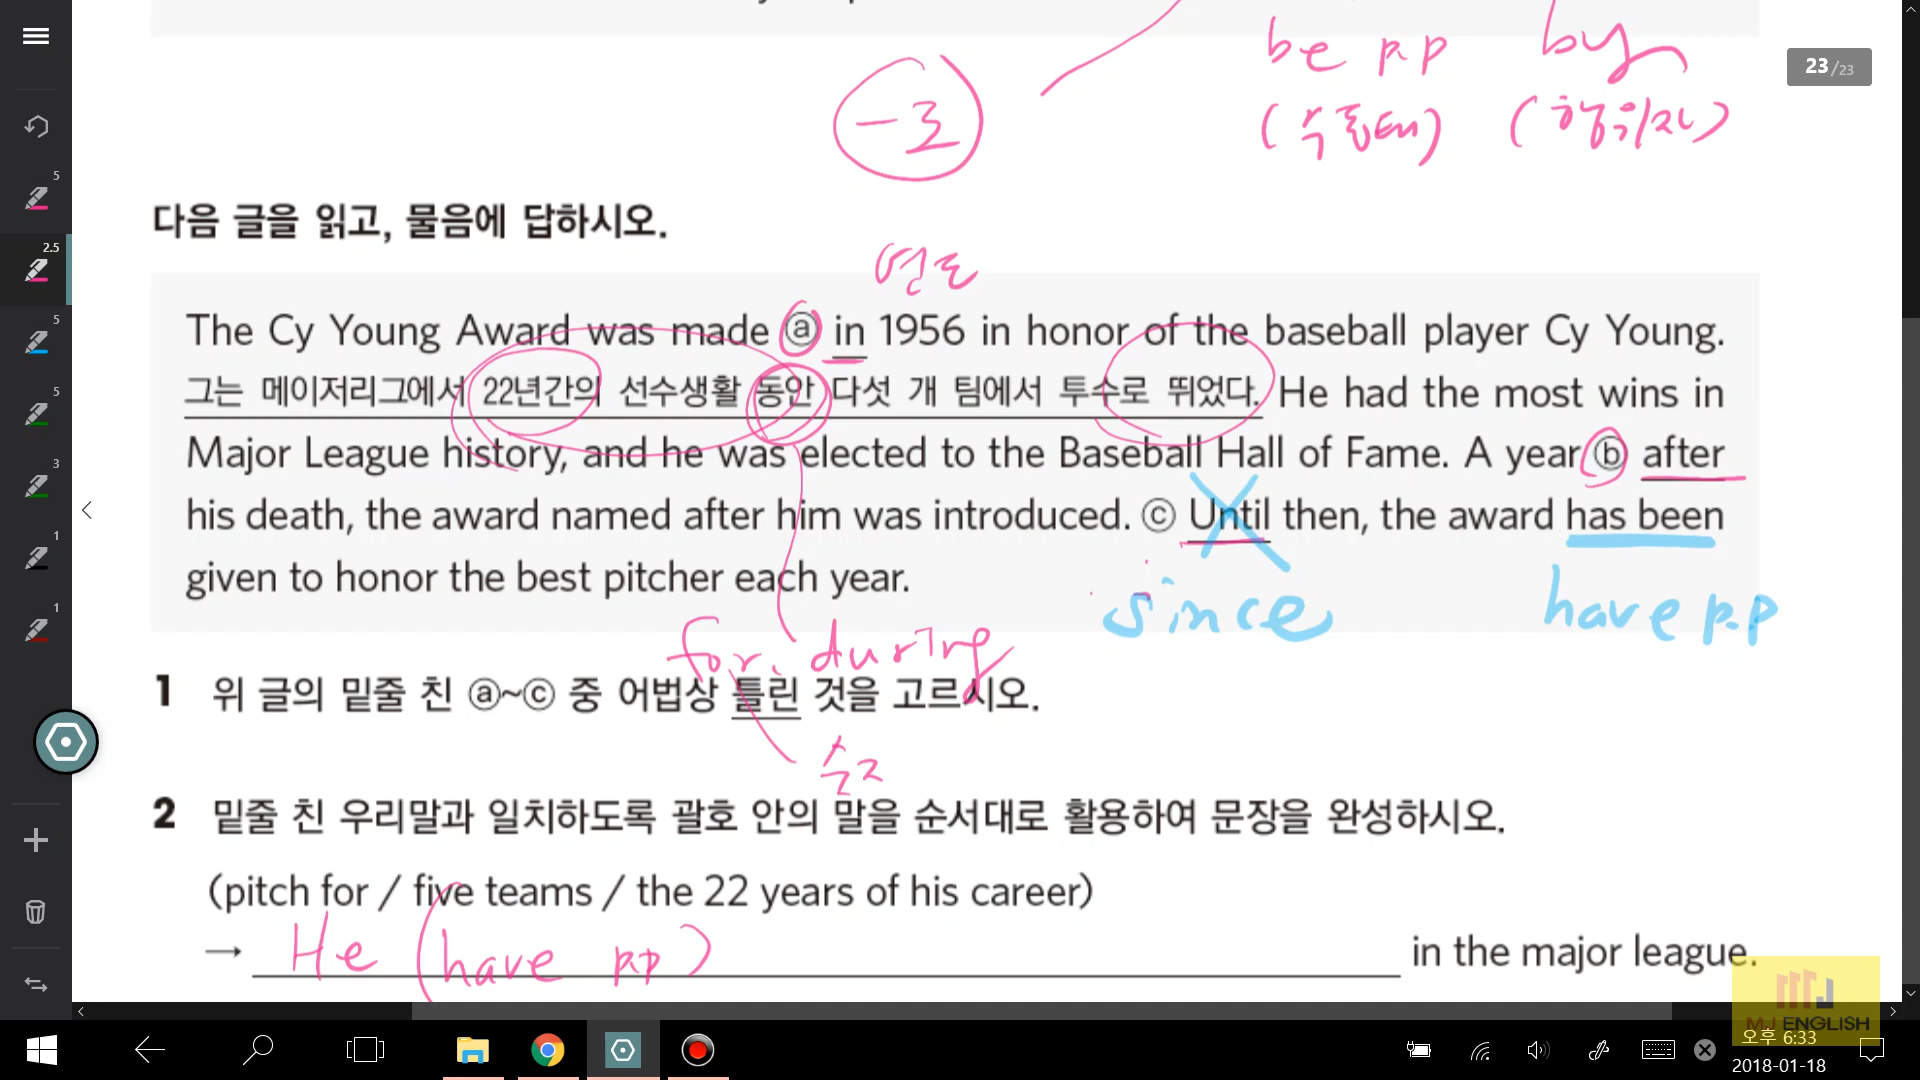 be p.p by
(수동태) (행위자)
-로
23/23
다음 글을 읽고, 물음에 답하시오.
연도
The Cy Young Award was made ⓐ in 1956 in honor of the baseball player Cy Young.
그는 메이저리그에서 22년간의 선수생활 동안 다섯 개 팀에서 투수로 뛰었다. He had the most wins in
Major League history, and he was elected to the Baseball Hall of Fame. A year ⓑ after
his death, the award named after him was introduced. ⓒ Until then, the award has been
given to honor the best pitcher each year.
since have p.p
for, during
1 위 글의 밑줄 친 ⓐ~ⓒ 중 어법상 틀린 것을 고르시오.
숫자
2 밑줄 친 우리말과 일치하도록 괄호 안의 말을 순서대로 활용하여 문장을 완성하시오.
(pitch for / five teams / the 22 years of his career)
→ He (have p.p) in the major league.
5
2.5
5
5
3
1
1
MJ ENGLISH
오후 6:33
2018-01-18